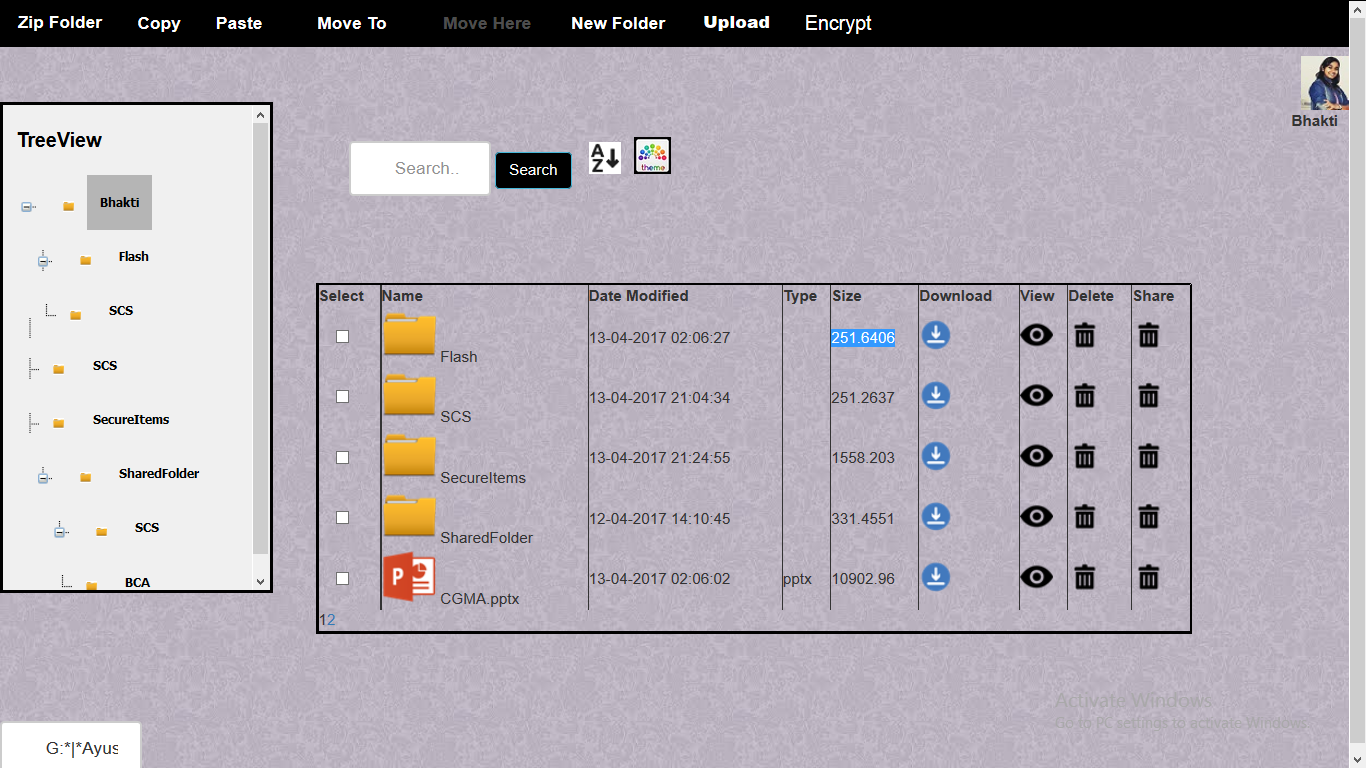 Zip Folder Copy Paste Move To Move Here New Folder Upload Encrypt
Bhakti
TreeView
Bhakti
Flash
SCS
SCS
SecureItems
SharedFolder
SCS
BCA
Search.. Search A Z theme
Select Name Date Modified Type Size Download View Delete Share
Flash 13-04-2017 02:06:27 251.6406
SCS 13-04-2017 21:04:34 251.2637
SecureItems 13-04-2017 21:24:55 1558.203
SharedFolder 12-04-2017 14:10:45 331.4551
P CGMA.pptx 13-04-2017 02:06:02 pptx 10902.96
12
Activate Windows
Go to PC settings to activate Windows.
G:*|*Ayus